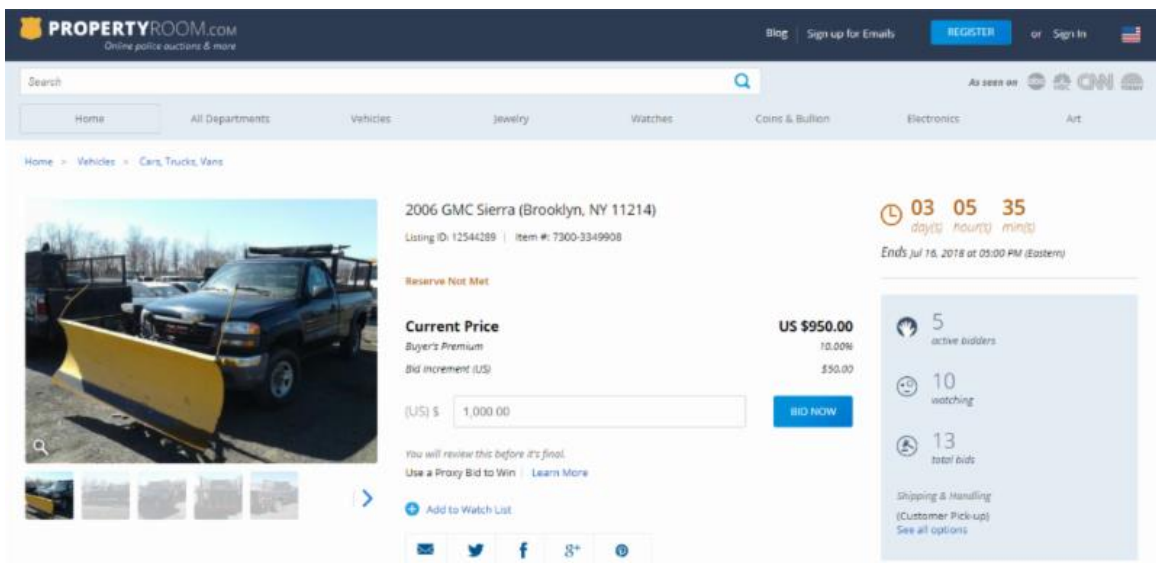 PROPERTYROOM.COM
Online police auctions & more
Blog
Sign up for Emails
REGISTER
or
Sign In
Search
As seen on
CNN
Home
All Departments
Vehicles
Jewelry
Watches
Coins & Bullion
Electronics
Art
Home > Vehicles > Cars, Trucks, Vans
2006 GMC Sierra (Brooklyn, NY 11214)
Listing ID: 12544289 | Item #: 7300-3349908
Reserve Not Met
Current Price US $950.00
Buyer's Premium 10.00%
Bid Increment (US) $50.00
(US) $ 1,000.00 BID NOW
You will review this before it's final.
Use a Proxy Bid to Win | Learn More
Add to Watch List
03 05 35
day(s) hour(s) min(s)
Ends Jul 16, 2018 at 05:00 PM (Eastern)
5
active bidders
10
watching
13
total bids
Shipping & Handling
(Customer Pick-up)
See all options